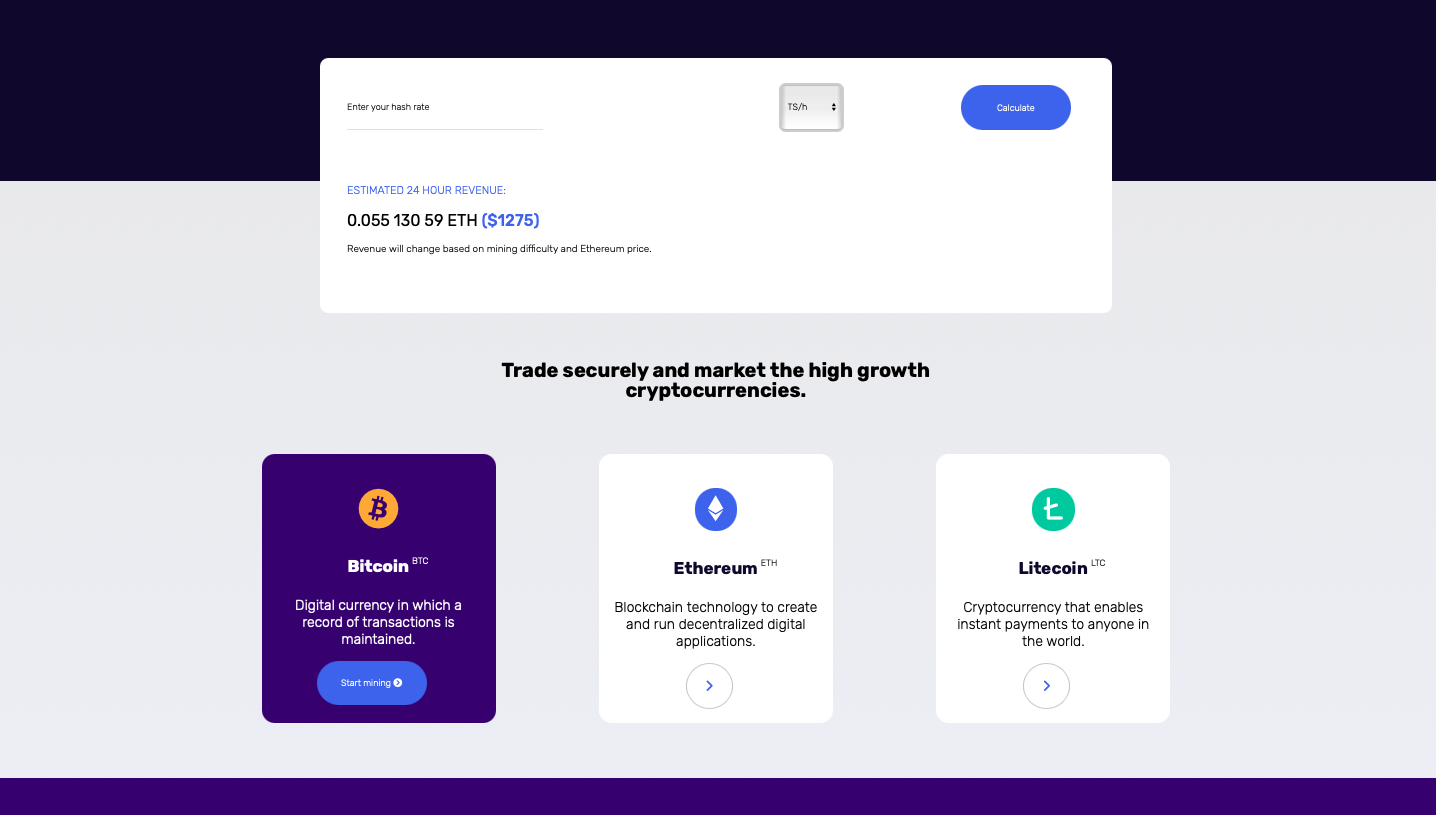 Enter your hash rate
TS/h
Calculate
ESTIMATED 24 HOUR REVENUE:
0.055 130 59 ETH ($1275)
Revenue will change based on mining difficulty and Ethereum price.
Trade securely and market the high growth
cryptocurrencies.
Bitcoin BTC
Digital currency in which a
record of transactions is
maintained.
Start mining
Ethereum ETH
Blockchain technology to create
and run decentralized digital
applications.
Litecoin LTC
Cryptocurrency that enables
instant payments to anyone in
the world.